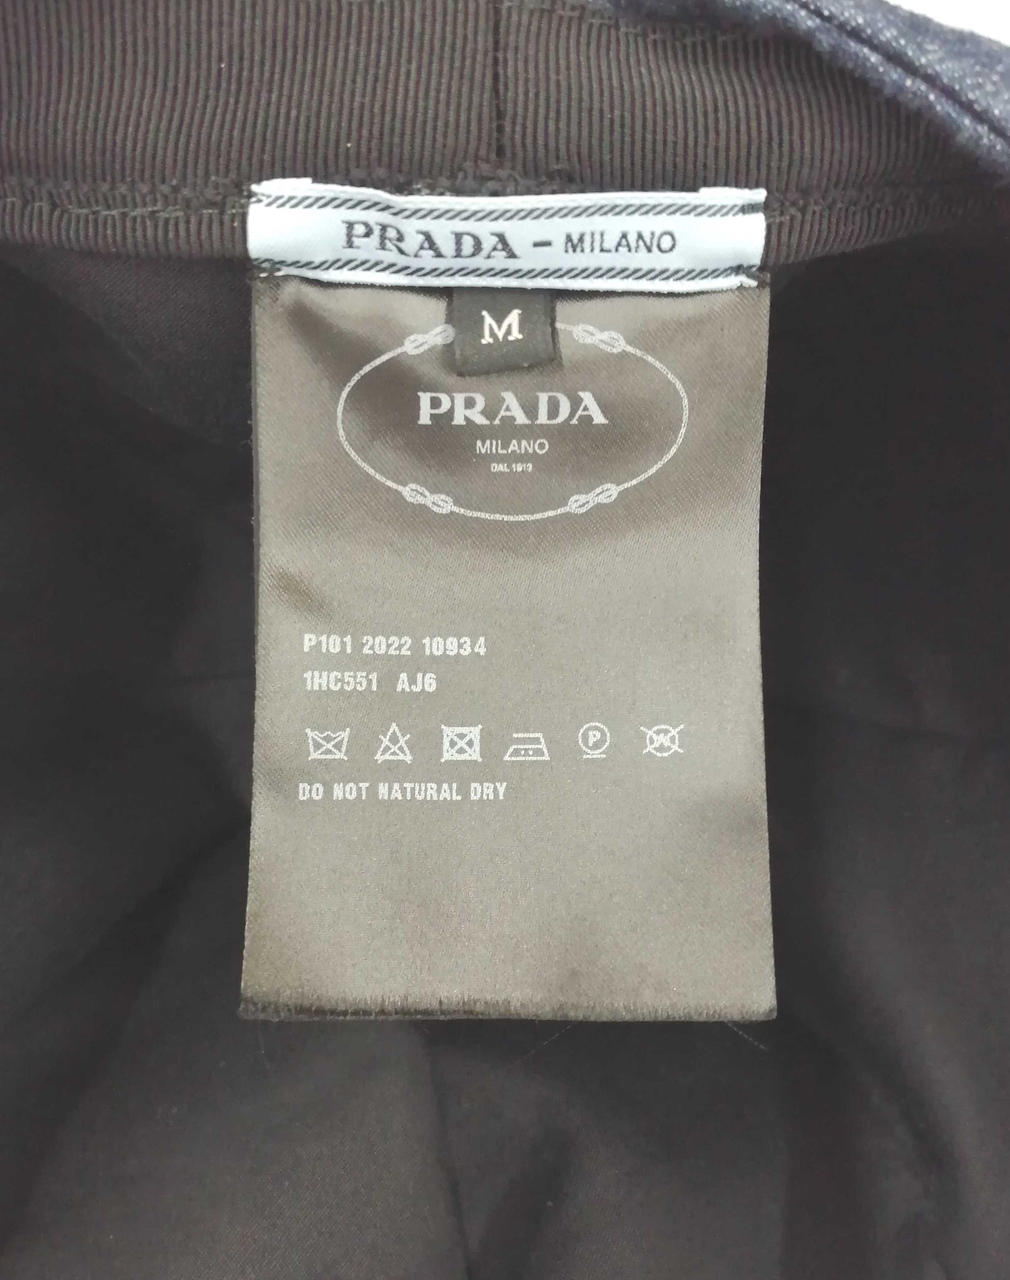 PRADA - MILANO
M
PRADA
MILANO
DAL 1913
P101 2022 10934
1HC551 AJ6
P
DO NOT NATURAL DRY